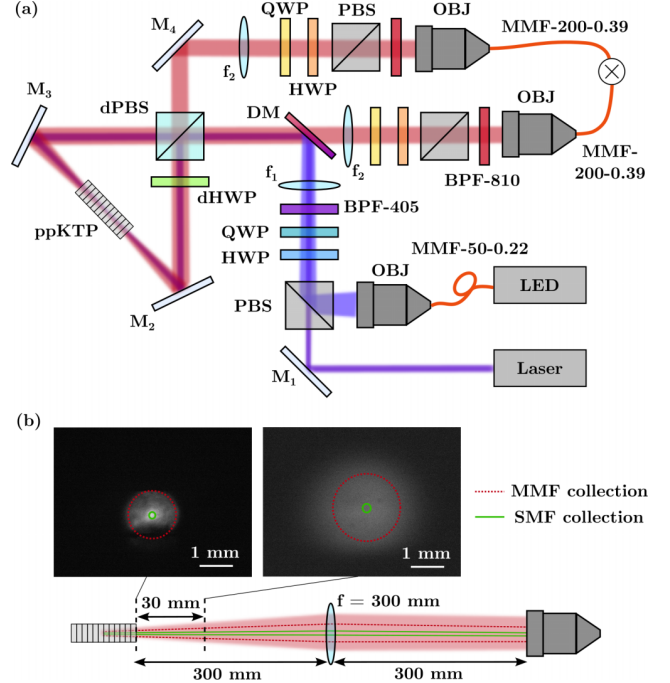 (a)
QWP
PBS
OBJ
MMF-200-0.39
M4
f2
HWP
M3
dPBS
DM
OBJ
f1
f2
MMF-
200-0.39
BPF-810
dHWP
BPF-405
ppKTP
QWP
MMF-50-0.22
HWP
OBJ
LED
M2
PBS
M1
Laser
(b)
MMF collection
SMF collection
1 mm
1 mm
30 mm
f = 300 mm
300 mm
300 mm